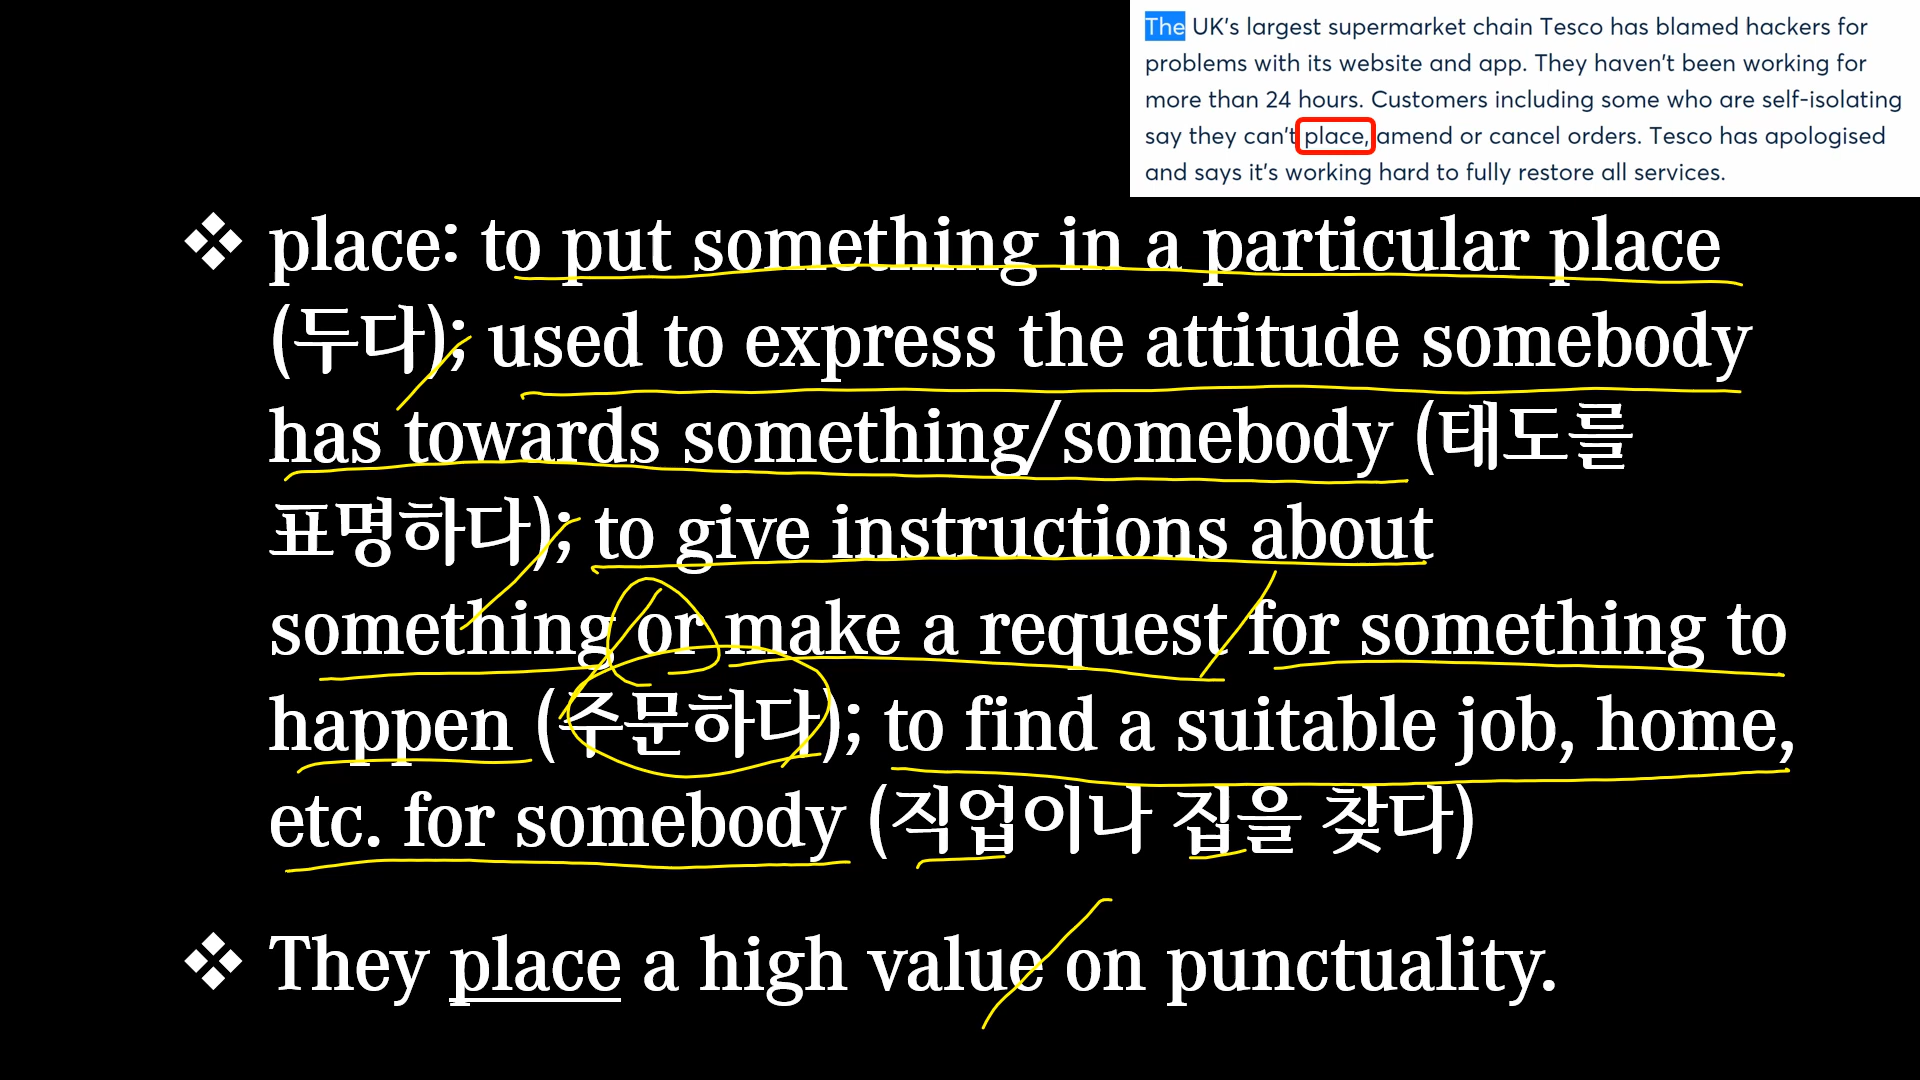 The UK's largest supermarket chain Tesco has blamed hackers for
problems with its website and app. They haven't been working for
more than 24 hours. Customers including some who are self-isolating
say they can't place, amend or cancel orders. Tesco has apologised
and says it's working hard to fully restore all services.
❖ place: to put something in a particular place
(두다); used to express the attitude somebody
has towards something/somebody (태도를
표명하다); to give instructions about
something or make a request for something to
happen (주문하다); to find a suitable job, home,
etc. for somebody (직업이나 집을 찾다)
❖ They place a high value on punctuality.